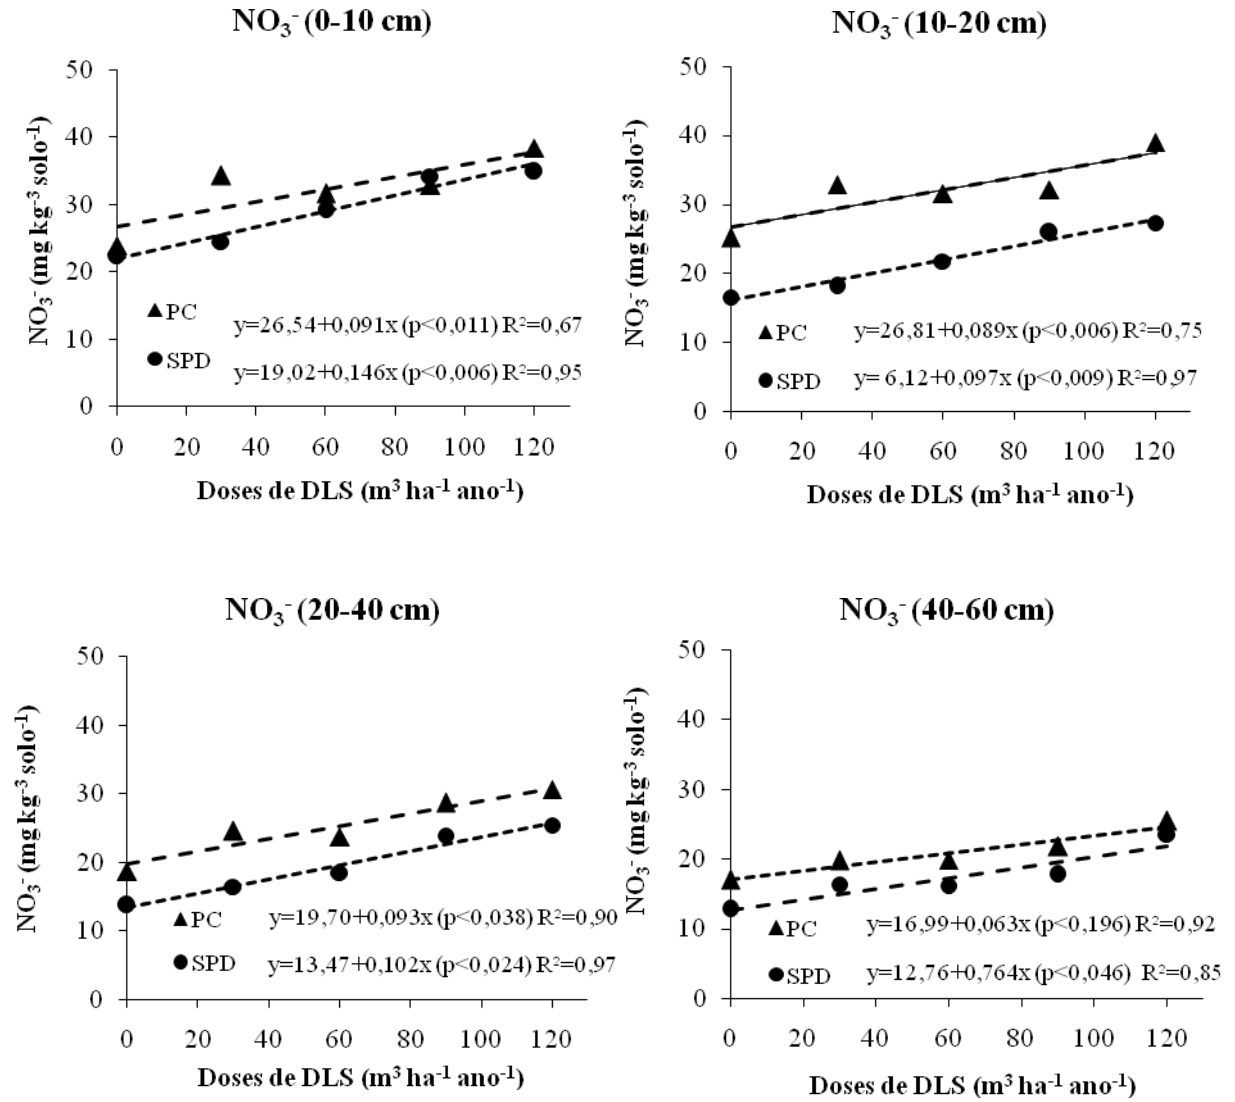 NO₃⁻ (0-10 cm)
NO₃⁻ (mg kg⁻³ solo⁻¹)
50
40
30
20
10
0
PC
y=26,54+0,091x (p<0,011) R²=0,67
SPD
y=19,02+0,146x (p<0,006) R²=0,95
0 20 40 60 80 100 120
Doses de DLS (m³ ha⁻¹ ano⁻¹)
NO₃⁻ (10-20 cm)
NO₃⁻ (mg kg⁻³ solo⁻¹)
50
40
30
20
10
0
PC y=26,81+0,089x (p<0,006) R²=0,75
SPD y= 6,12+0,097x (p<0,009) R²=0,97
0 20 40 60 80 100 120
Doses de DLS (m³ ha⁻¹ ano⁻¹)
NO₃⁻ (20-40 cm)
NO₃⁻ (mg kg⁻³ solo⁻¹)
50
40
30
20
10
0
PC y=19,70+0,093x (p<0,038) R²=0,90
SPD y=13,47+0,102x (p<0,024) R²=0,97
0 20 40 60 80 100 120
Doses de DLS (m³ ha⁻¹ ano⁻¹)
NO₃⁻ (40-60 cm)
NO₃⁻ (mg kg⁻³ solo⁻¹)
50
40
30
20
10
0
PC y=16,99+0,063x (p<0,196) R²=0,92
SPD y=12,76+0,764x (p<0,046) R²=0,85
0 20 40 60 80 100 120
Doses de DLS (m³ ha⁻¹ ano⁻¹)